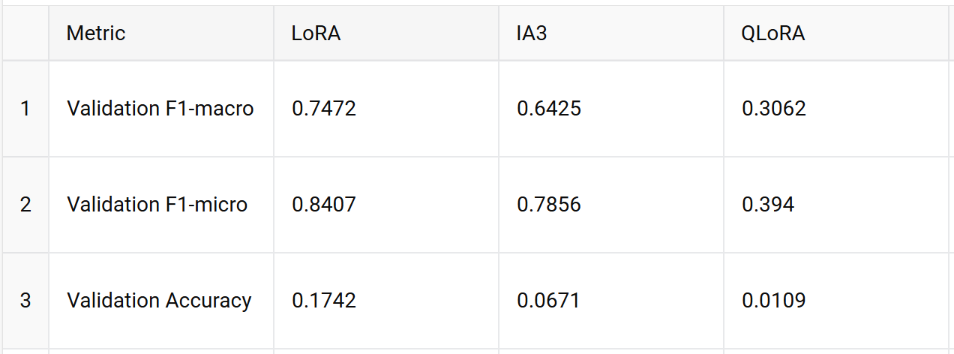 Metric LoRA IA3 QLoRA
1 Validation F1-macro 0.7472 0.6425 0.3062
2 Validation F1-micro 0.8407 0.7856 0.394
3 Validation Accuracy 0.1742 0.0671 0.0109